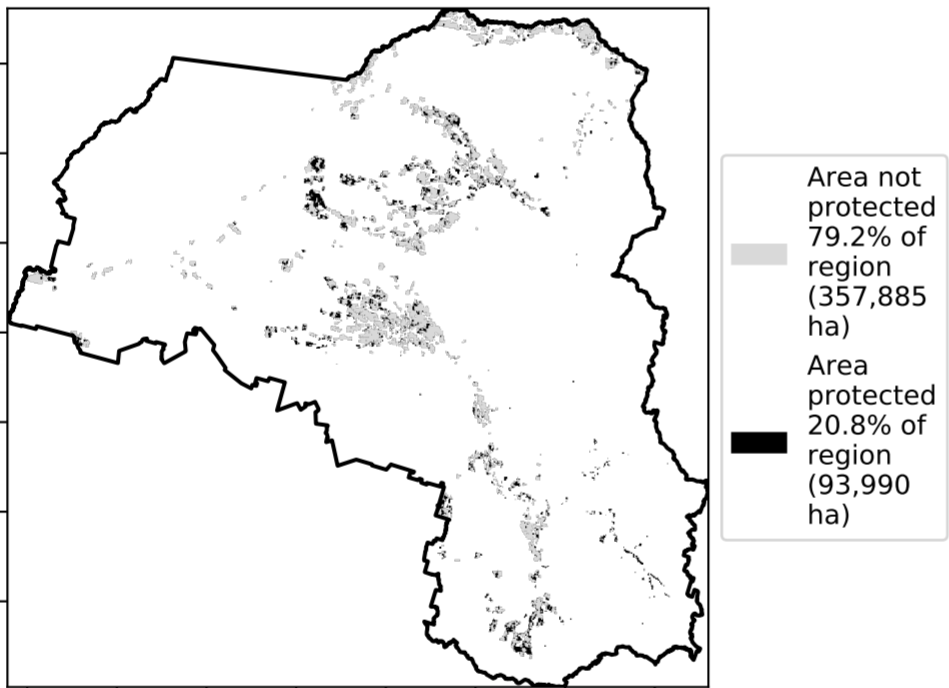 Area not
protected
79.2% of
region
(357,885
ha)
Area
protected
20.8% of
region
(93,990
ha)